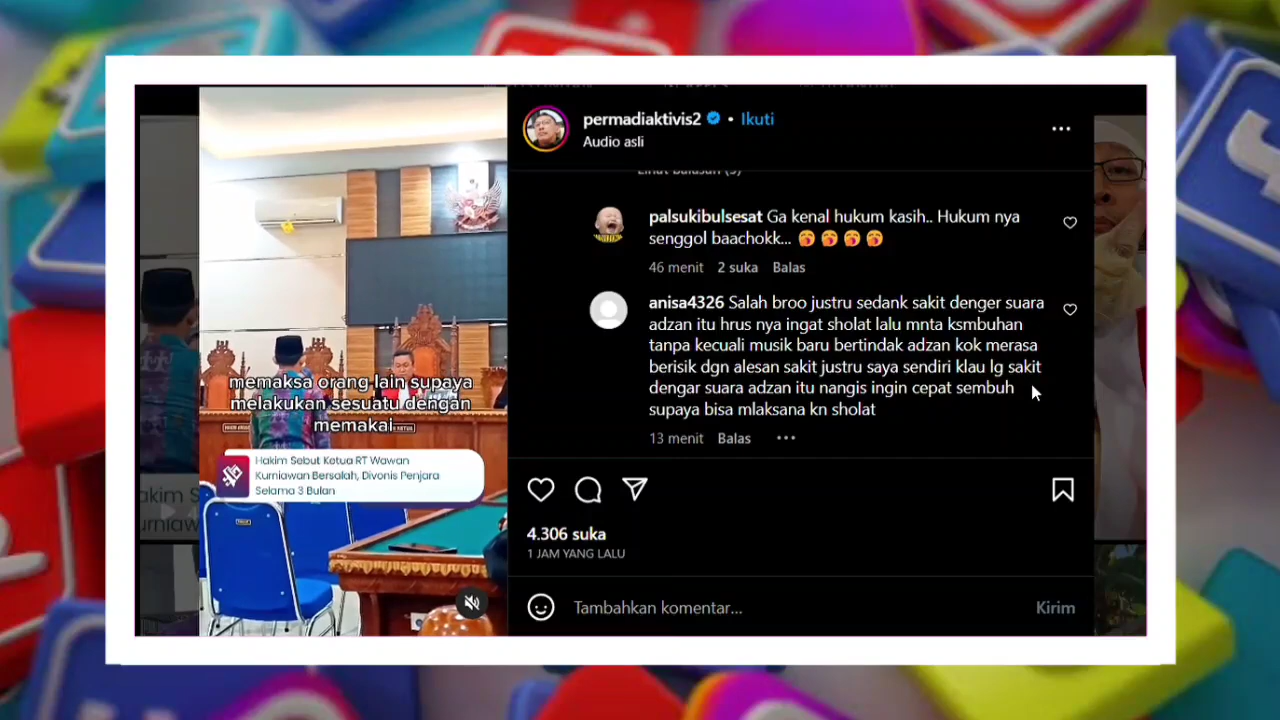 permadiaktivis2 • Ikuti
Audio asli
palsukibulsesat Ga kenal hukum kasih.. Hukum nya
senggol baachokk... 🥱🥱🥱🥱
46 menit 2 suka Balas
anisa4326 Salah broo justru sedank sakit denger suara
adzan itu hrus nya ingat sholat lalu mnta ksmbuhan
tanpa kecuali musik baru bertindak adzan kok merasa
berisik dgn alesan sakit justru saya sendiri klau lg sakit
dengar suara adzan itu nangis ingin cepat sembuh
supaya bisa mlaksana kn sholat
13 menit Balas
memaksa orang lain supaya
melakukan sesuatu dengan
memakai
Hakim Sebut Ketua RT Wawan
Kurniawan Bersalah, Divonis Penjara
Selama 3 Bulan
4.306 suka
1 JAM YANG LALU
Tambahkan komentar...
Kirim